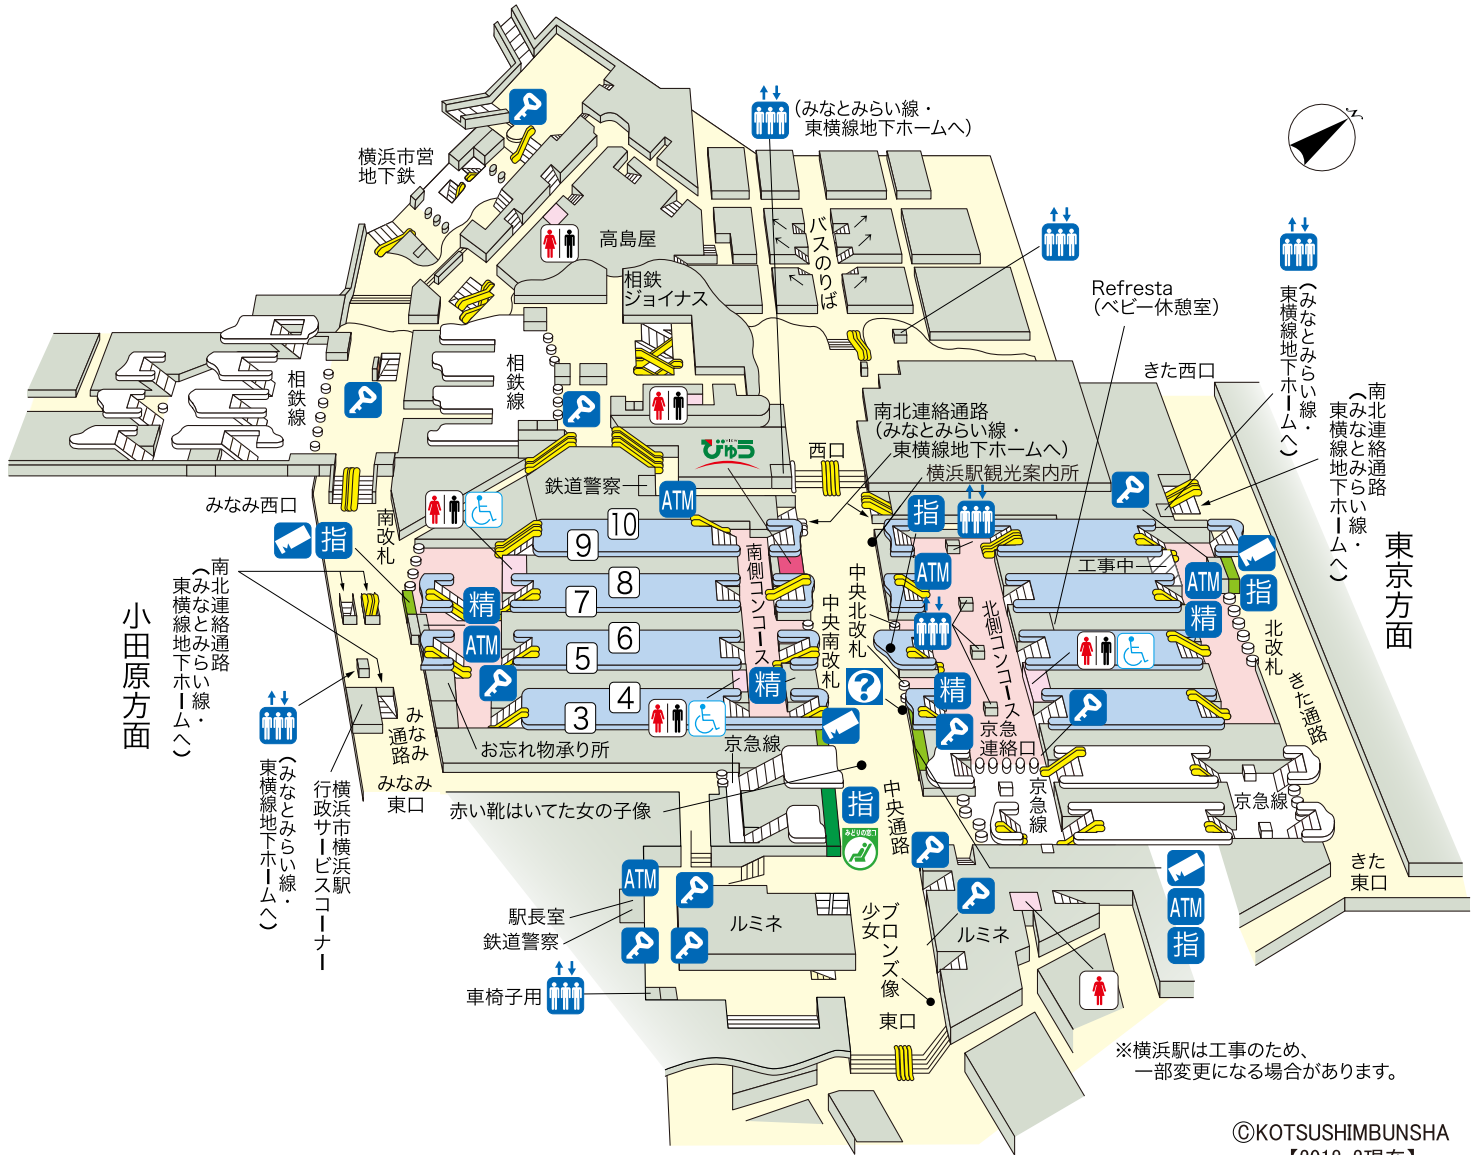 (みなとみらい線・
東横線地下ホームへ)
横浜市営
地下鉄
高島屋
バスのりば
相鉄
ジョイナス
Refresta
(ベビー休憩室)
(みなとみらい線・
東横線地下ホームへ)
きた西口
南北連絡通路
(みなとみらい線・
東横線地下ホームへ)
相鉄線
相鉄線
南北連絡通路
(みなとみらい線・
東横線地下ホームへ)
びゅう
西口
横浜駅観光案内所
鉄道警察
ATM
みなみ西口
南改札
指
指
10
9
8
7
6
5
4
3
南側コンコース
中央北改札
中央南改札
ATM
工事中
ATM
指
精
東京方面
小田原方面
南北連絡通路
(みなとみらい線・
東横線地下ホームへ)
精
ATM
精
精
?
北側コンコース
北改札
きた通路
みなみ
通路
みなみ
東口
お忘れ物承り所
京急線
京急
連絡口
京急線
京急線
(みなとみらい線・
東横線地下ホームへ)
横浜市横浜駅
行政サービスコーナー
赤い靴はいてた女の子像
指
みどりの窓口
中央通路
きた
東口
ATM
ATM
指
駅長室
鉄道警察
ルミネ
ブロンズ像
少女
ルミネ
車椅子用
東口
※横浜駅は工事のため、
一部変更になる場合があります。
©KOTSUSHIMBUNSHA